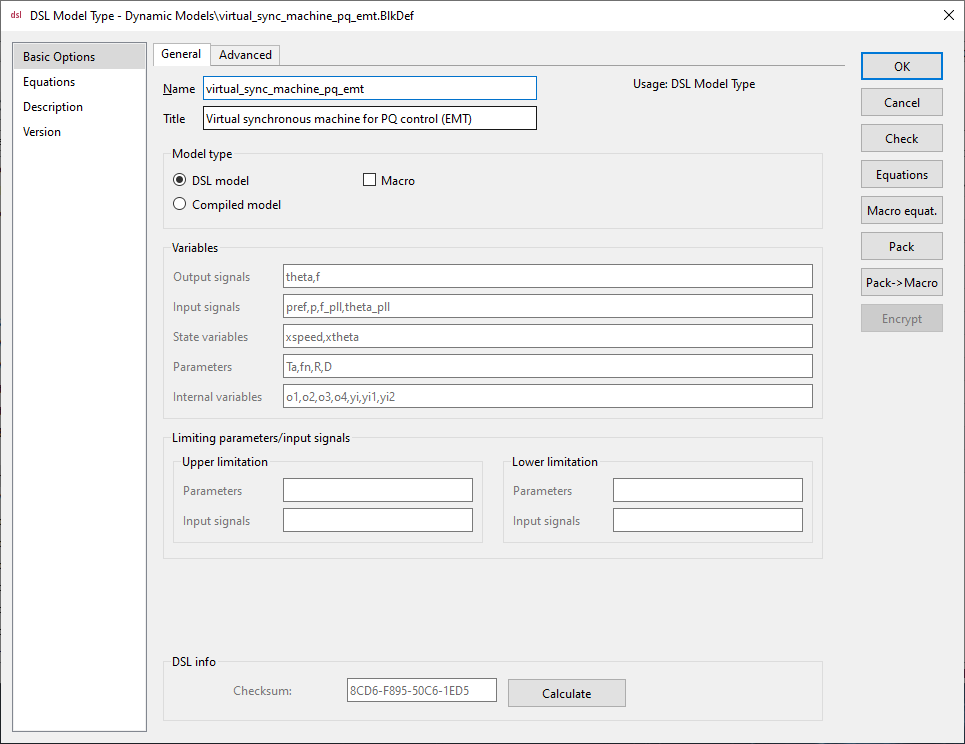 dsl DSL Model Type - Dynamic Models\virtual_sync_machine_pq_emt.BlkDef
Basic Options
Equations
Description
Version
General Advanced
Name virtual_sync_machine_pq_emt
Usage: DSL Model Type
Title Virtual synchronous machine for PQ control (EMT)
Model type
DSL model
Macro
Compiled model
Variables
Output signals theta,f
Input signals pref,p,f_pll,theta_pll
State variables xspeed,xtheta
Parameters Ta,fn,R,D
Internal variables o1,o2,o3,o4,yi,yi1,yi2
Limiting parameters/input signals
Upper limitation
Parameters
Input signals
Lower limitation
Parameters
Input signals
DSL info
Checksum: 8CD6-F895-50C6-1ED5 Calculate
OK
Cancel
Check
Equations
Macro equat.
Pack
Pack->Macro
Encrypt